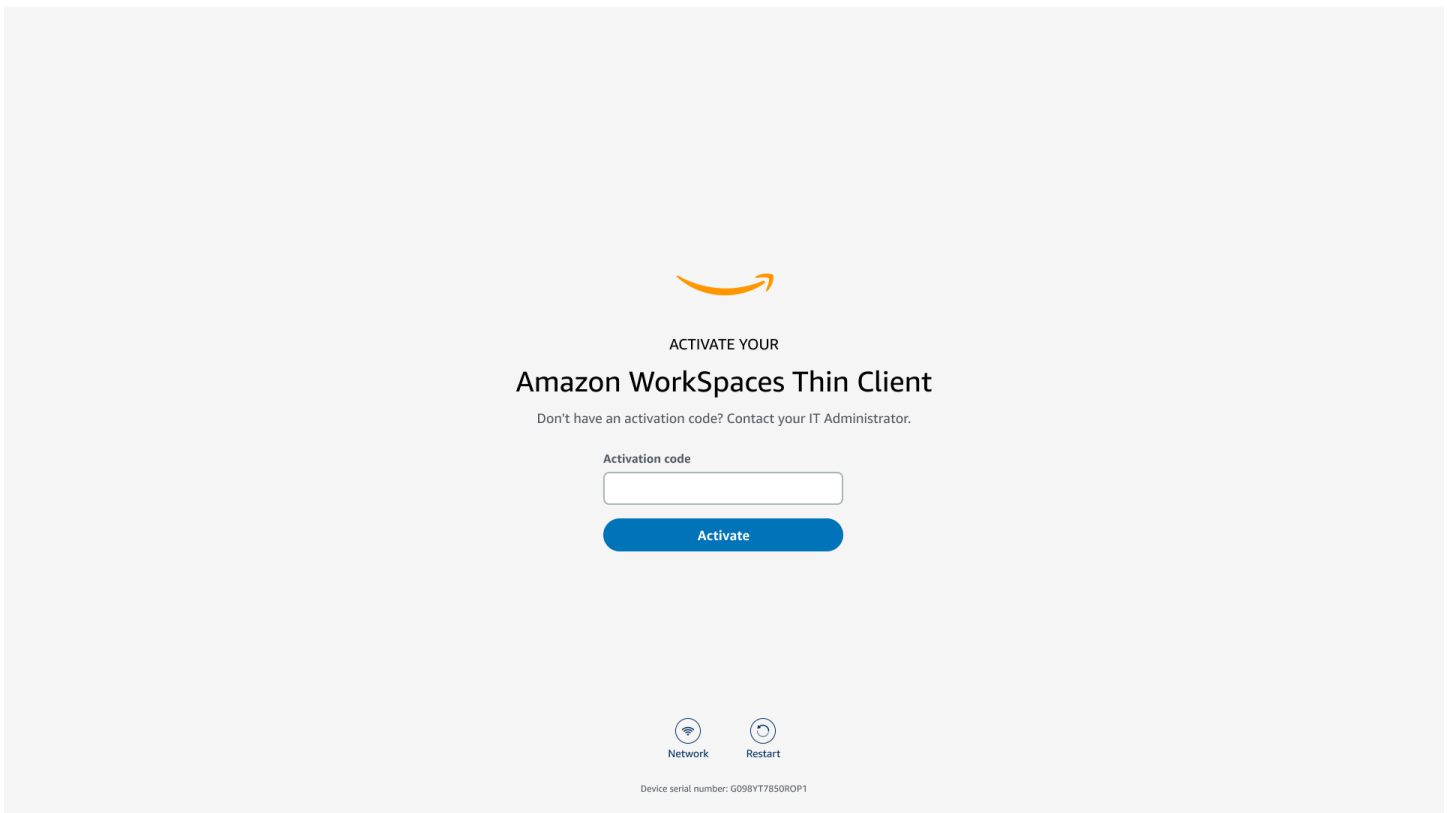 ACTIVATE YOUR
Amazon WorkSpaces Thin Client
Don't have an activation code? Contact your IT Administrator.
Activation code
Activate
Network
Restart
Device serial number: G098YT7850ROP1